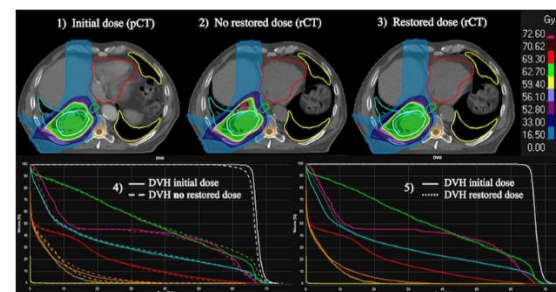 1) Initial dose (pCT)
2) No restored dose (rCT)
3) Restored dose (rCT)
Gy
72.60
70.62
69.30
62.70
59.40
56.10
52.80
33.00
16.50
0.00
DVH
4)
DVH initial dose
DVH no restored dose
DVH
5)
DVH initial dose
DVH restored dose